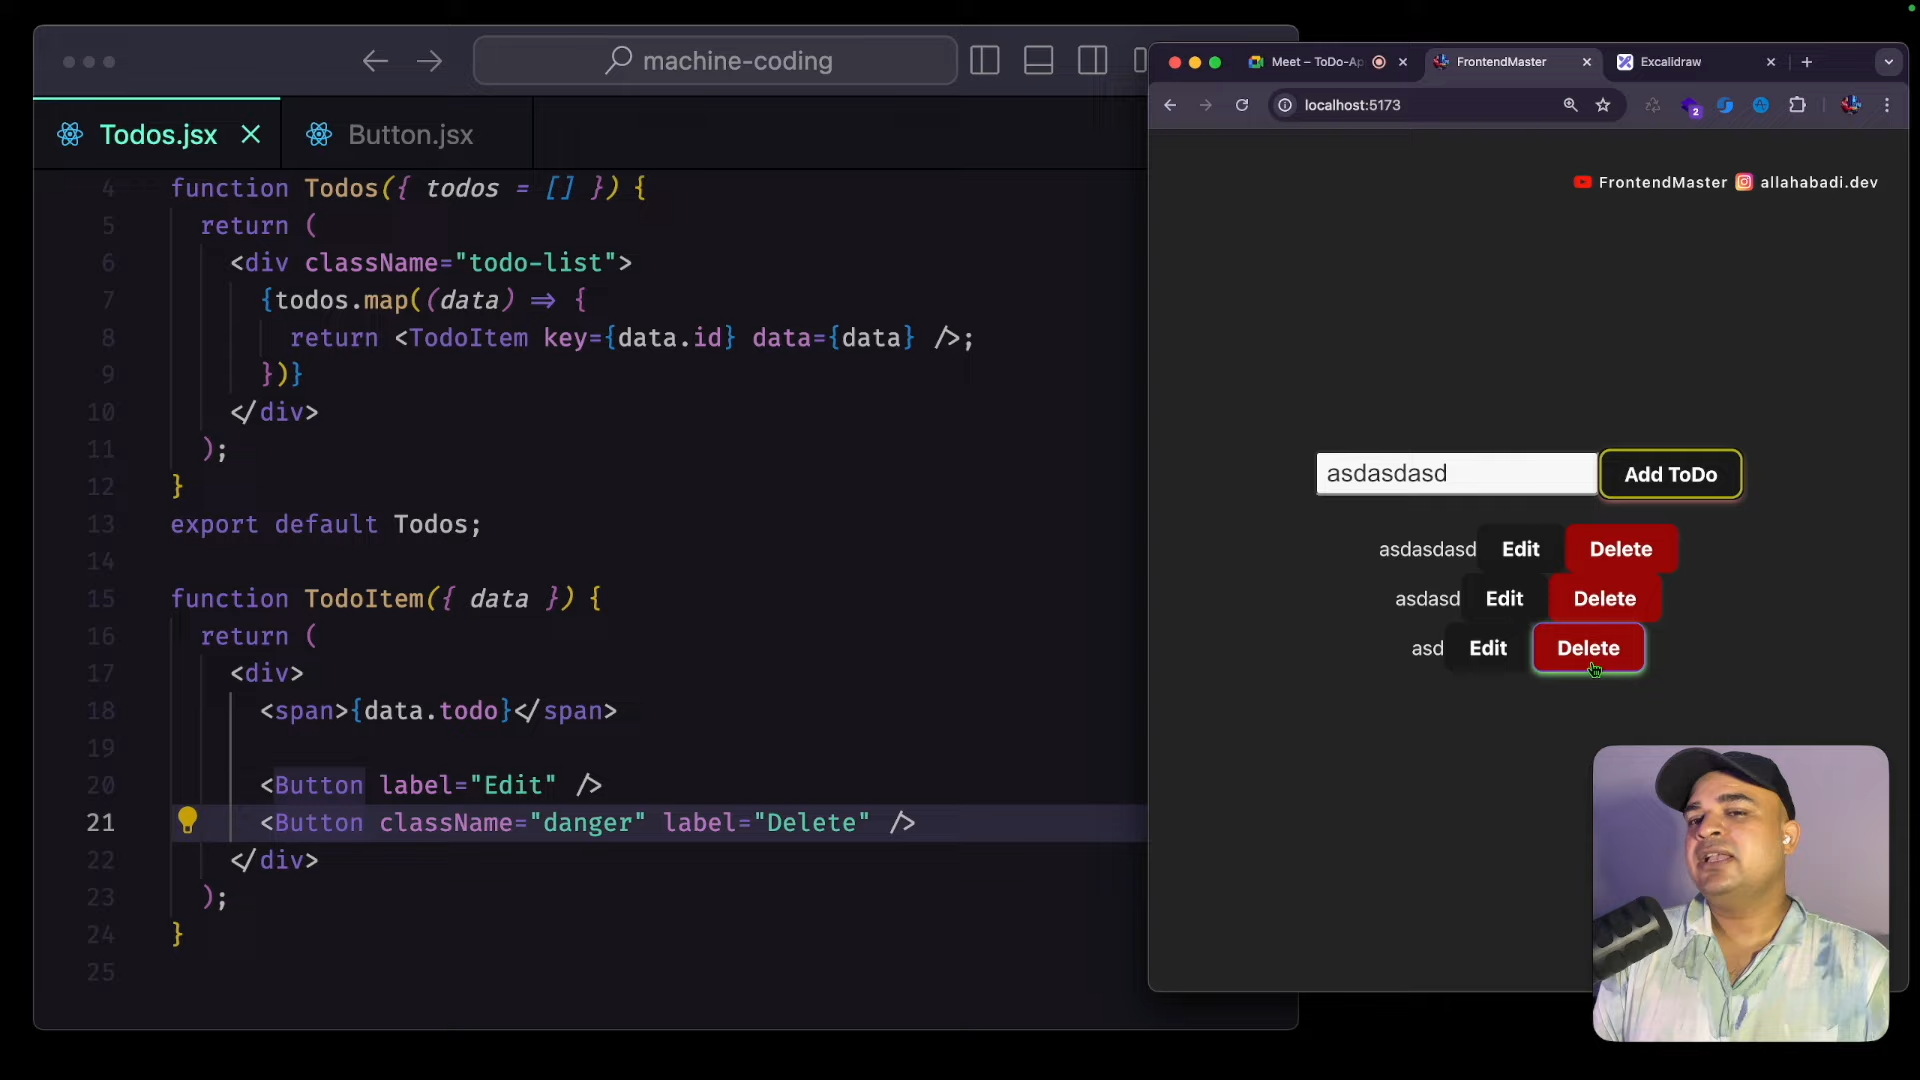 machine-coding
Todos.jsx
Button.jsx
4 function Todos({ todos = [] }) {
5 return (
6 <div className="todo-list">
7 {todos.map((data) => {
8 return <TodoItem key={data.id} data={data} />;
9 })}
10 </div>
11 );
12 }
13 export default Todos;
14
15 function TodoItem({ data }) {
16 return (
17 <div>
18 <span>{data.todo}</span>
19
20 <Button label="Edit" />
21 <Button className="danger" label="Delete" />
22 </div>
23 );
24 }
25
Meet – ToDo-Ap
FrontendMaster
Excalidraw
localhost:5173
2
FrontendMaster allahabadi.dev
asdasdasd Add ToDo
asdasdasd Edit Delete
asdasd Edit Delete
asd Edit Delete